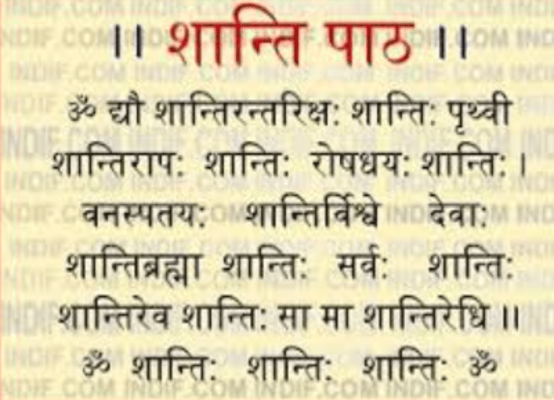 ।। शान्ति पाठ ।।
ॐ द्यौ शान्तिरन्तरिक्ष: शान्ति: पृथ्वी
शान्तिराप: शान्ति: रोषधय: शान्ति: ।
वनस्पतय: शान्तिर्विश्वे देवा:
शान्तिब्रह्मा शान्ति: सर्व: शान्ति:
शान्तिरेव शान्ति: सा मा शान्तिरेधि ॥
ॐ शान्ति: शान्ति: शान्ति: ॐ